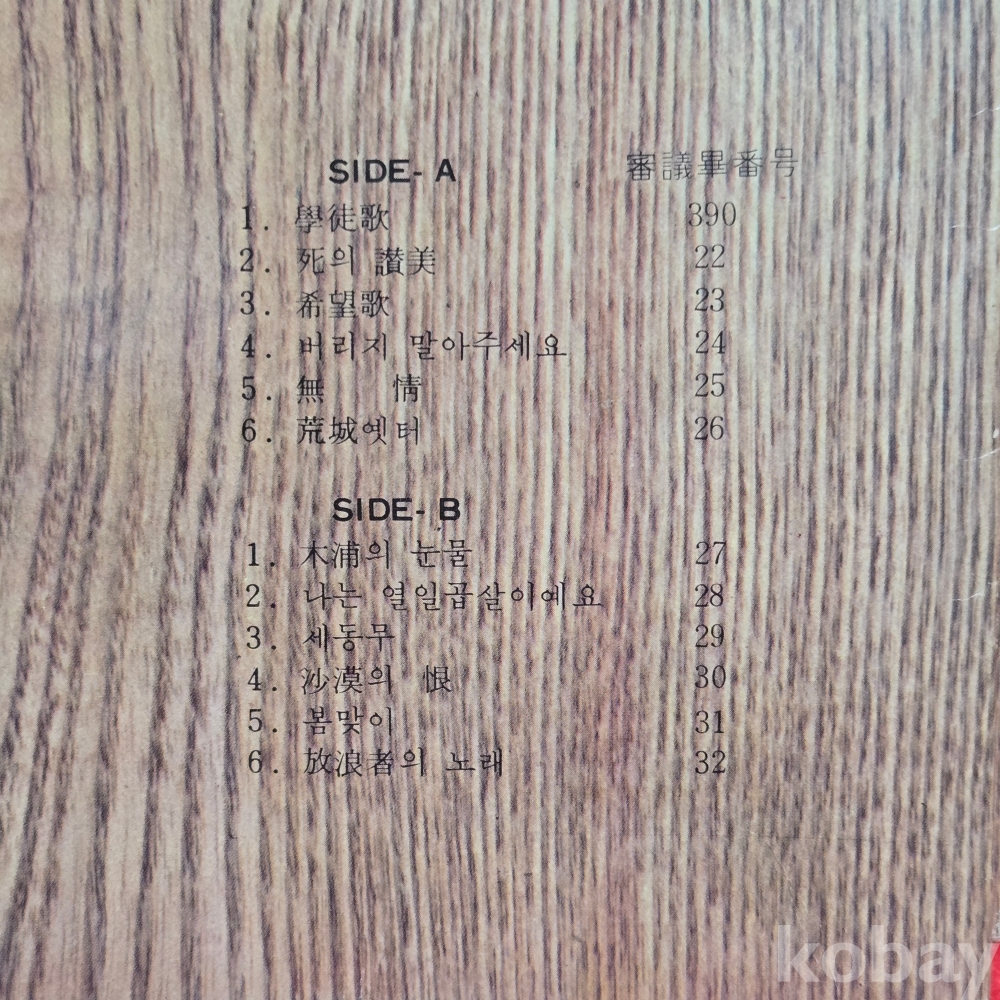 SIDE- A 審議畢番号
1. 學徒歌 390
2. 死의 讃美 22
3. 希望歌 23
4. 버리지 말아주세요 24
5. 無 情 25
6. 荒城옛터 26
SIDE- B
1. 木浦의 눈물 27
2. 나는 열일곱살이예요 28
3. 세동무 29
4. 沙漠의 恨 30
5. 봄맞이 31
6. 放浪者의 노래 32
kobay